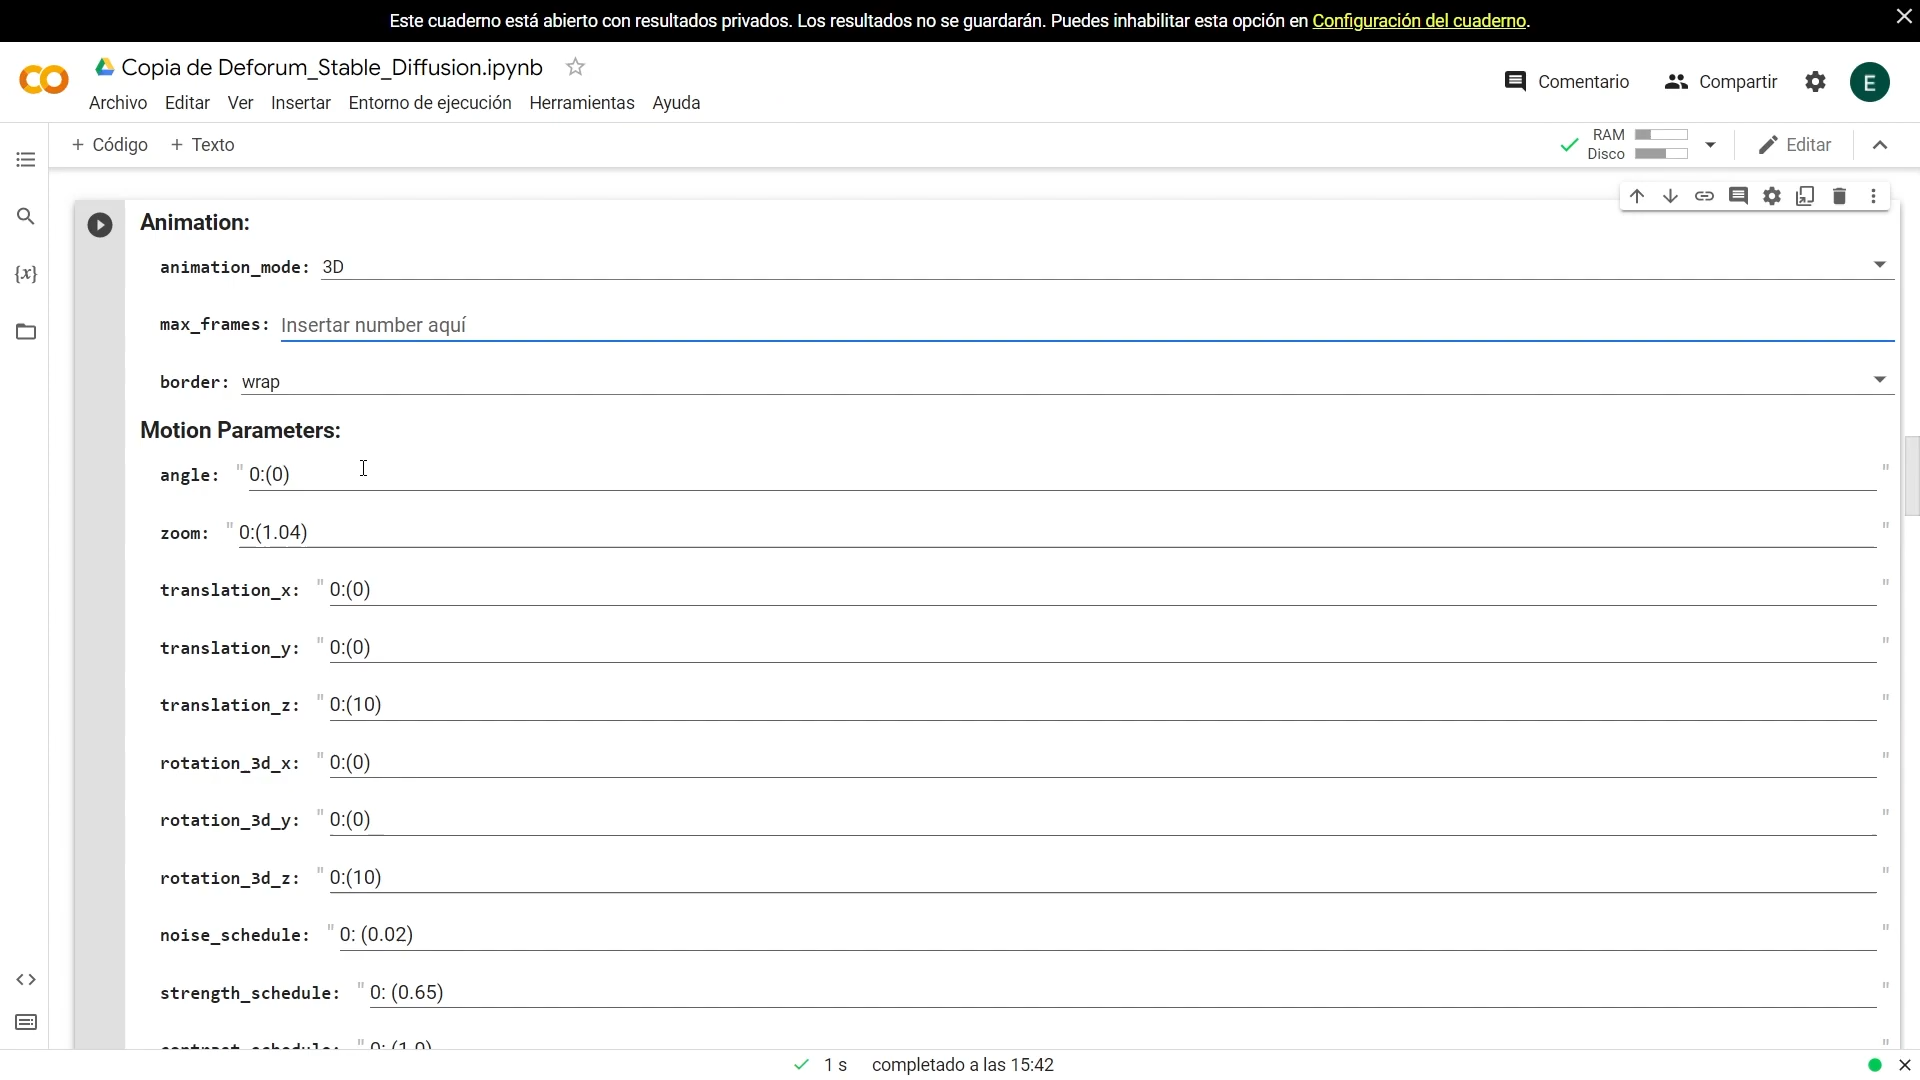 Este cuaderno está abierto con resultados privados. Los resultados no se guardarán. Puedes inhabilitar esta opción en Configuración del cuaderno.
Copia de Deforum_Stable_Diffusion.ipynb
Comentario
Compartir
E
Archivo Editar Ver Insertar Entorno de ejecución Herramientas Ayuda
+ Código + Texto
RAM
Disco
Editar
{x}
Animation:
animation_mode: 3D
max_frames: Insertar number aquí
border: wrap
Motion Parameters:
angle: " 0:(0) "
zoom: " 0:(1.04) "
translation_x: " 0:(0) "
translation_y: " 0:(0) "
translation_z: " 0:(10) "
rotation_3d_x: " 0:(0) "
rotation_3d_y: " 0:(0) "
rotation_3d_z: " 0:(10) "
noise_schedule: " 0: (0.02) "
strength_schedule: " 0: (0.65) "
contrast_schedule: " 0: (1.0) "
1 s completado a las 15:42